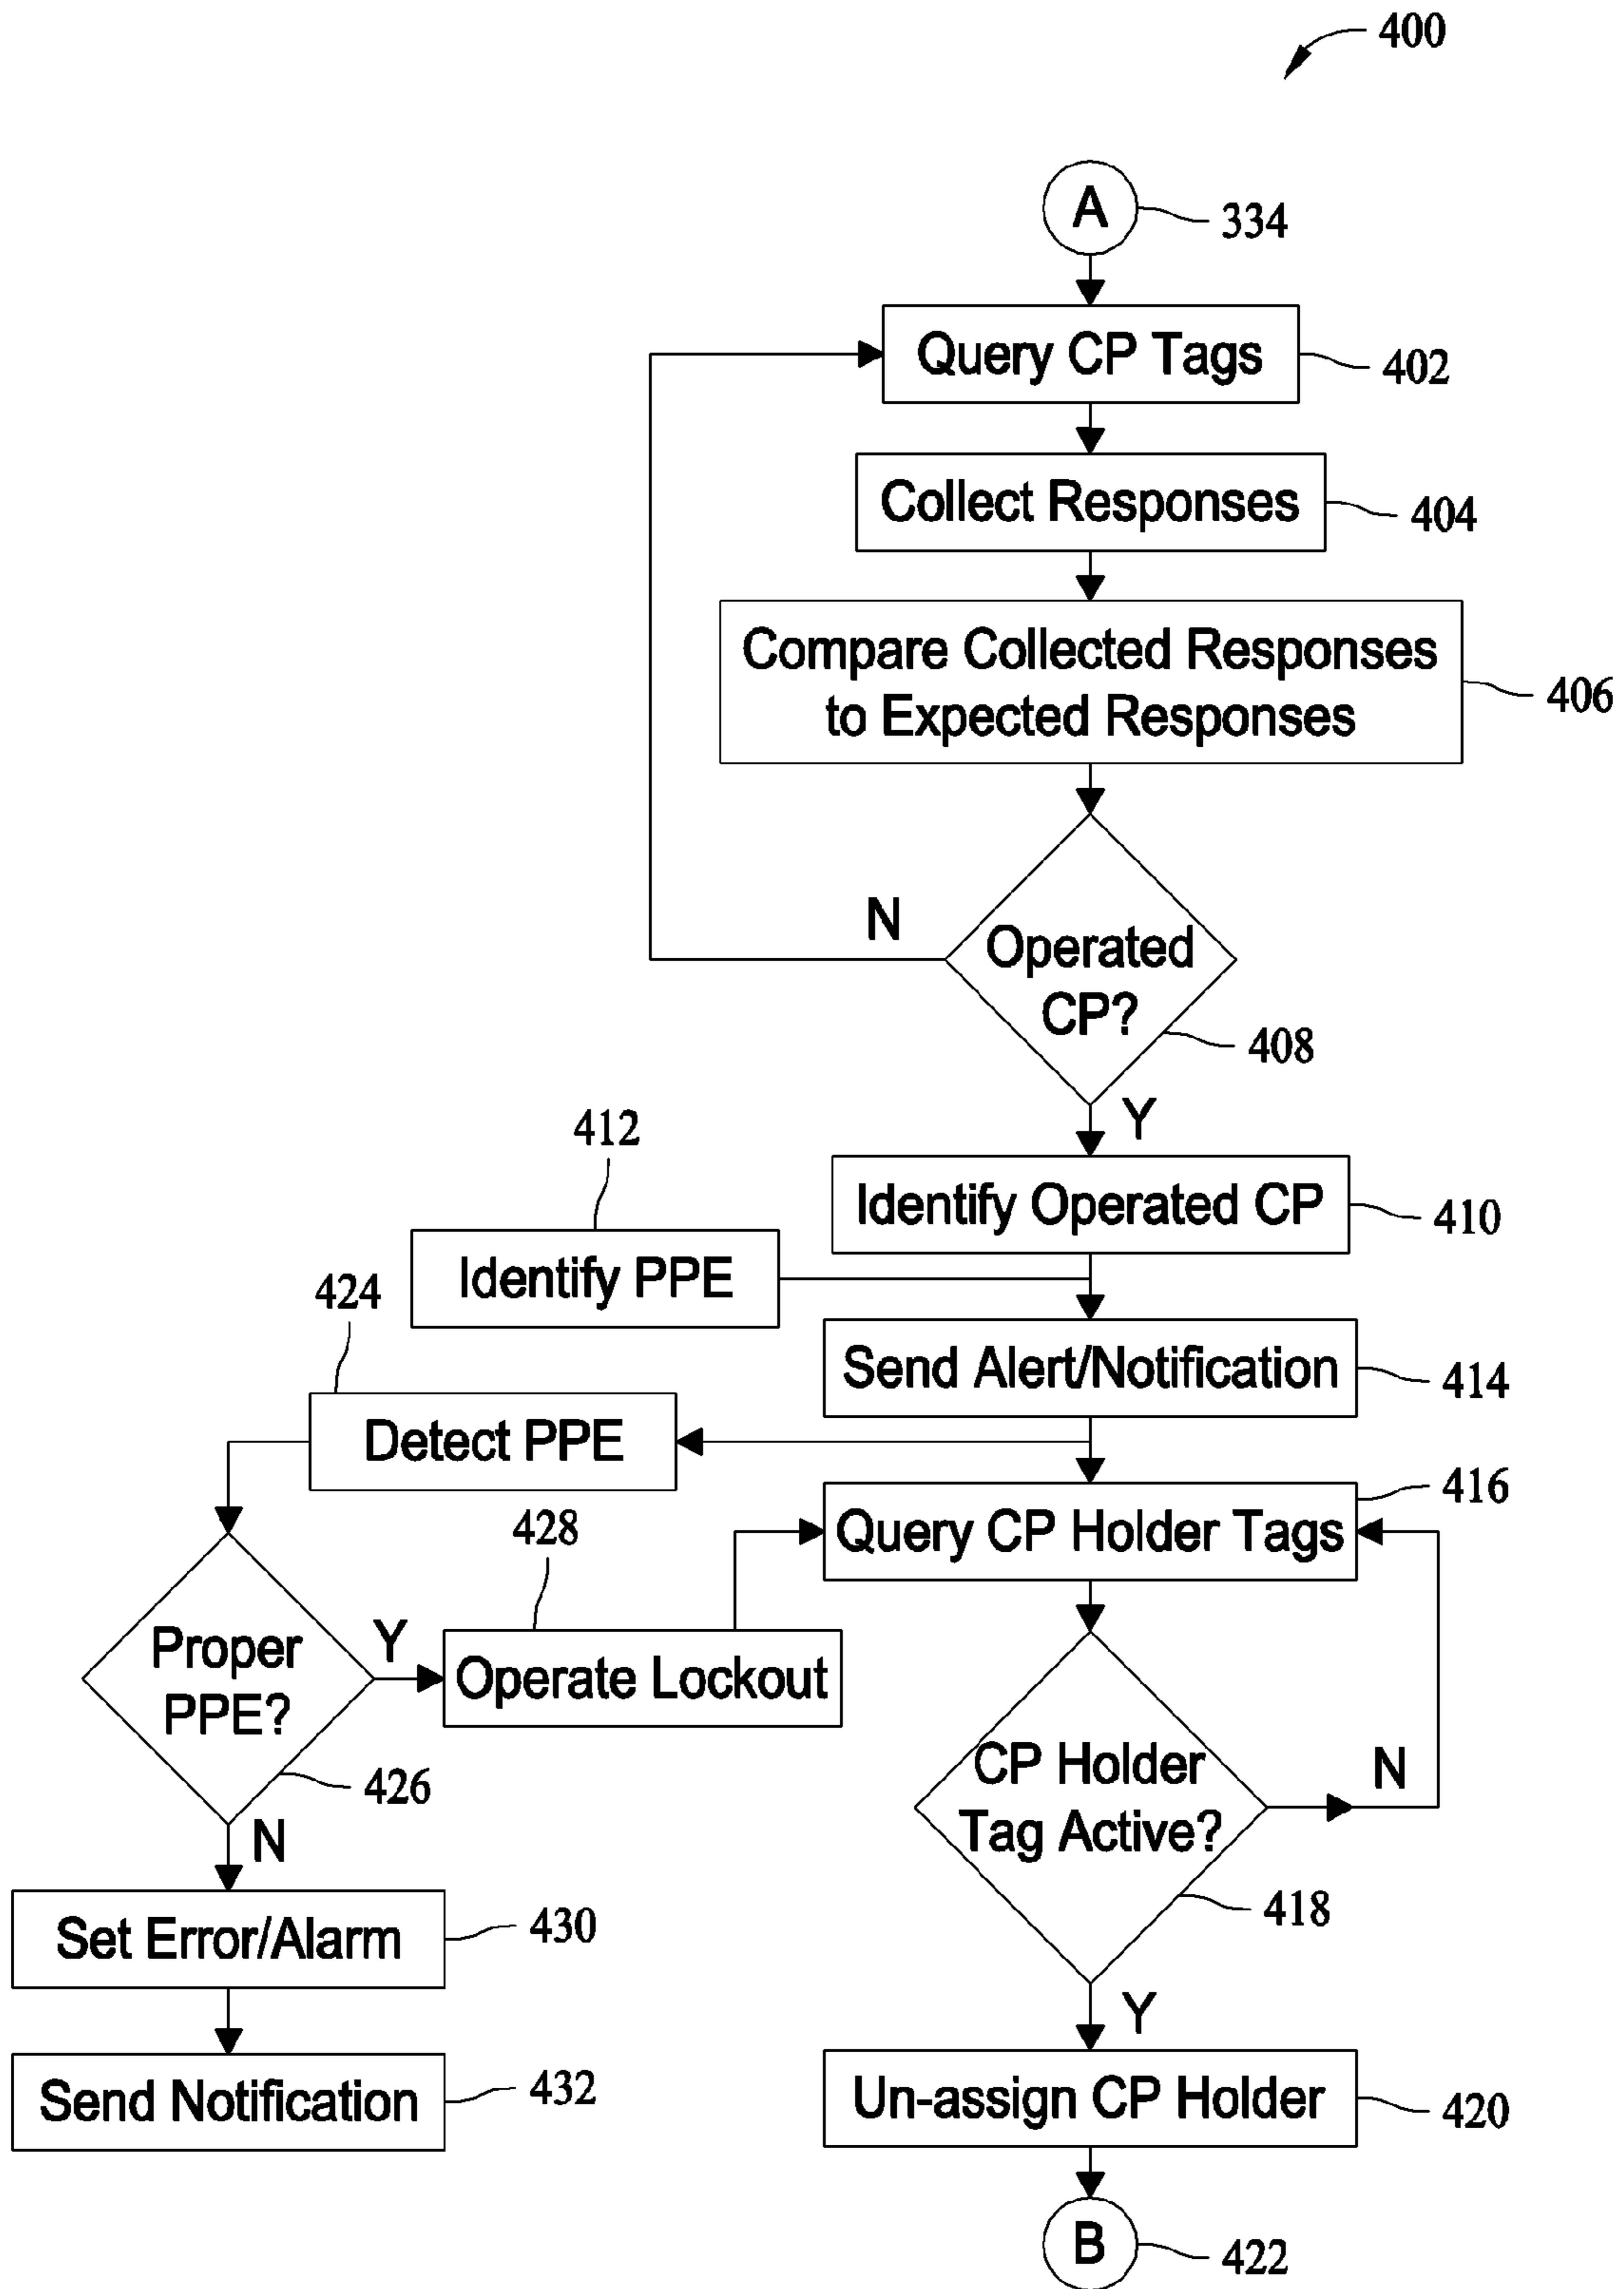 400
A
334
Query CP Tags
402
Collect Responses
404
Compare Collected Responses
to Expected Responses
406
N
Operated
CP?
408
Y
412
Identify Operated CP
410
Identify PPE
424
Send Alert/Notification
414
Detect PPE
416
Query CP Holder Tags
428
Proper
PPE?
Y
Operate Lockout
426
CP Holder
Tag Active?
N
418
N
Set Error/Alarm
430
Y
Send Notification
432
Un-assign CP Holder
420
B
422